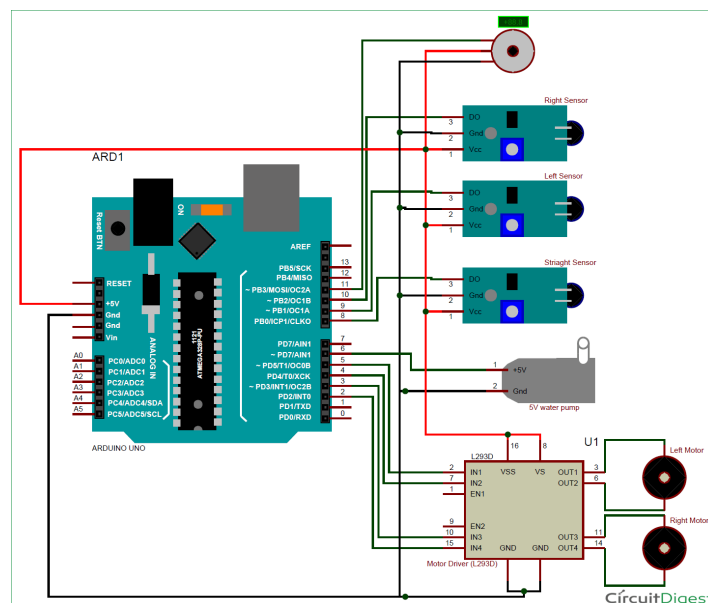 Right Sensor
DO
3
Gnd
2
Vcc
1
ARD1
Left Sensor
DO
3
Gnd
2
Vcc
1
Reset BTN
ON
AREF
PB5/SCK 13
PB4/MISO 12
~ PB3/MOSI/OC2A 11
~ PB2/OC1B 10
~ PB1/OC1A 9
PB0/ICP1/CLKO 8
Striaght Sensor
DO
3
Gnd
2
Vcc
1
RESET
+5V
Gnd
Gnd
Vin
ANALOG IN
1121
ATMEGA328P-PU
PD7/AIN1 7
~ PD7/AIN1 6
~ PD5/T1/OC0B 5
PD4/T0/XCK 4
~ PD3/INT1/OC2B 3
PD2/INT0 2
PD1/TXD 1
PD0/RXD 0
A0 PC0/ADC0
A1 PC1/ADC1
A2 PC2/ADC2
A3 PC3/ADC3
A4 PC4/ADC4/SDA
A5 PC5/ADC5/SCL
ARDUINO UNO
1 +5V
2 Gnd
5V water pump
U1
L293D
16 8
VSS VS
2 IN1
7 IN2
1 EN1
9 EN2
10 IN3
15 IN4
OUT1 3
OUT2 6
OUT3 11
OUT4 14
GND GND
Motor Driver (L293D)
Left Motor
Right Motor
CircuitDiges